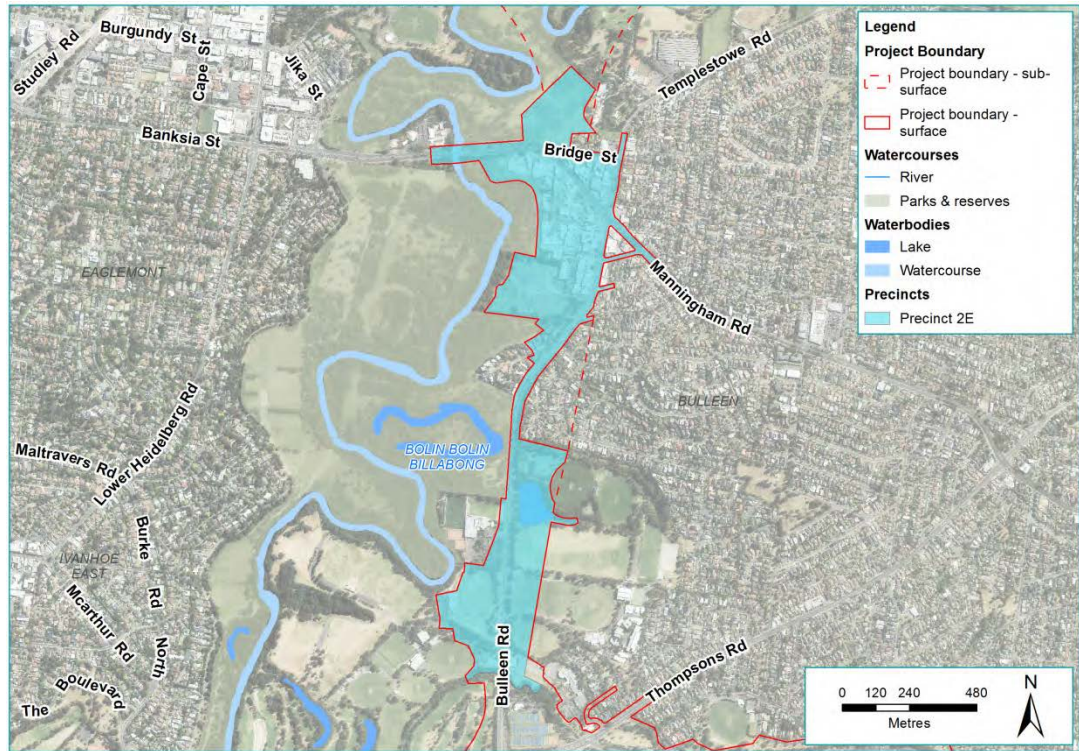 Burgundy St
Studley Rd
Cape St
Jika St
Banksia St
Templestowe Rd
Bridge St
Manningham Rd
EAGLEMONT
BULLEEN
Lower Heidelberg Rd
Maltravers Rd
BOLIN BOLIN
BILLABONG
Burke Rd North
IVANHOE
EAST
Mcarthur Rd
The Boulevard
Bulleen Rd
Thompsons Rd
Legend
Project Boundary
Project boundary - sub-
surface
Project boundary -
surface
Watercourses
River
Parks & reserves
Waterbodies
Lake
Watercourse
Precincts
Precinct 2E
0 120 240 480
Metres
N